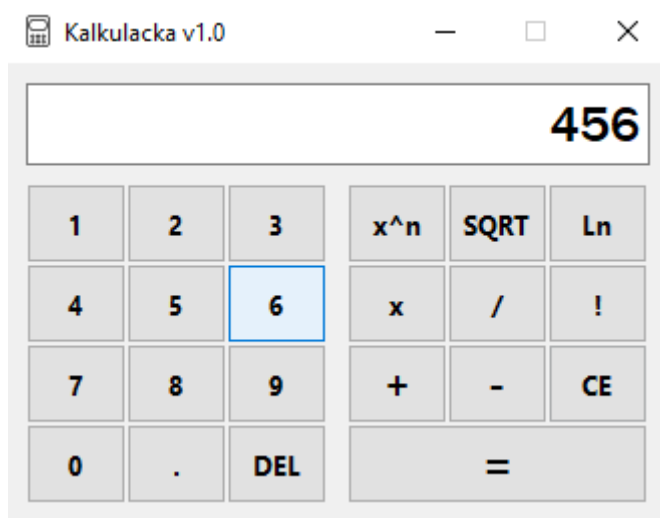 Kalkulacka v1.0
456
1 2 3 x^n SQRT Ln
4 5 6 x / !
7 8 9 + - CE
0 . DEL =